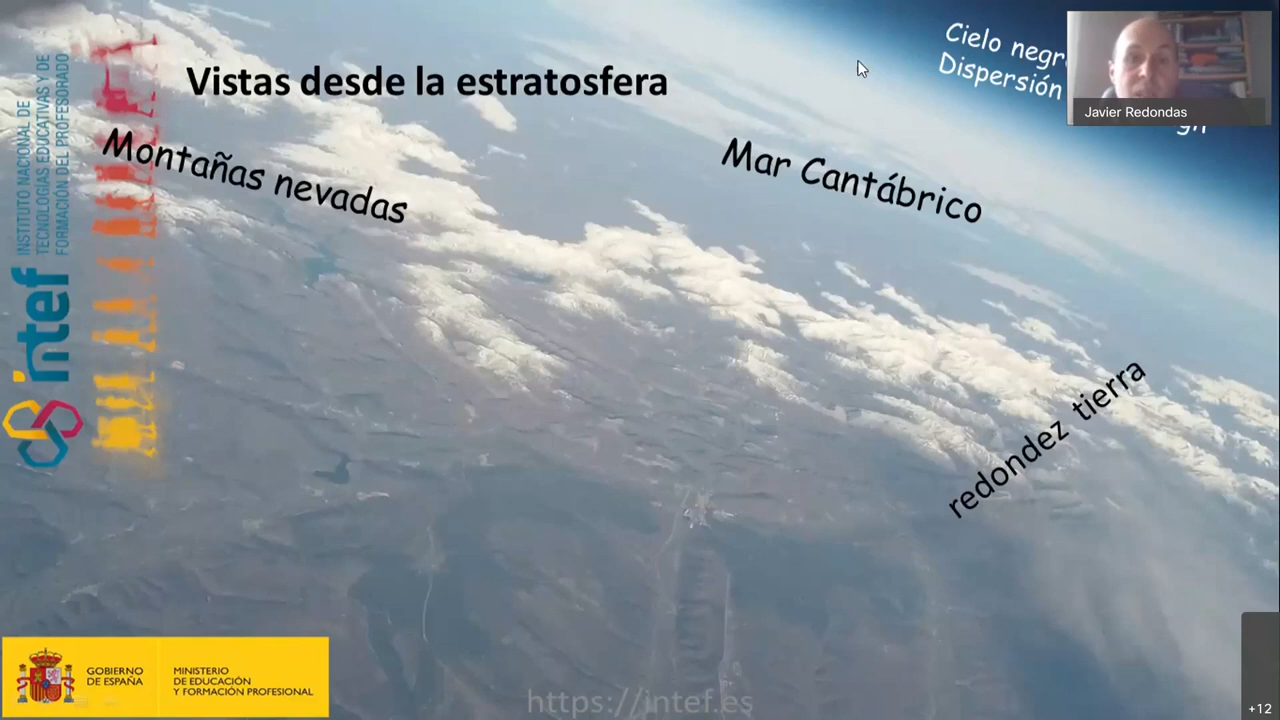 Vistas desde la estratosfera
Cielo negr
Dispersión
Javier Redondas
Montañas nevadas
Mar Cantábrico
redondez tierra
INSTITUTO NACIONAL DE
TECNOLOGÍAS EDUCATIVAS Y DE
FORMACIÓN DEL PROFESORADO
intef
GOBIERNO
DE ESPAÑA
MINISTERIO
DE EDUCACIÓN
Y FORMACIÓN PROFESIONAL
https://intef.es
+12